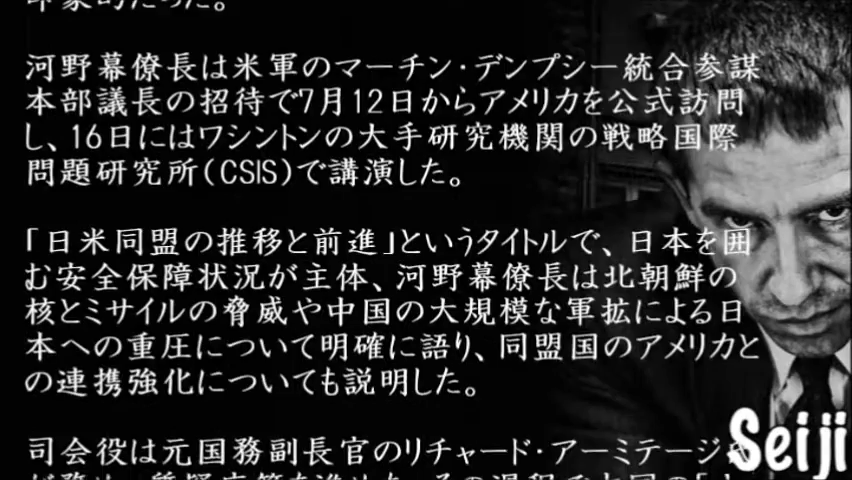 印象的だった。
河野幕僚長は米軍のマーチン・デンプシー統合参謀
本部議長の招待で7月12日からアメリカを公式訪問
し、16日にはワシントンの大手研究機関の戦略国際
問題研究所(CSIS)で講演した。
「日米同盟の推移と前進」というタイトルで、日本を囲
む安全保障状況が主体、河野幕僚長は北朝鮮の
核とミサイルの脅威や中国の大規模な軍拡による日
本への重圧について明確に語り、同盟国のアメリカと
の連携強化についても説明した。
司会役は元国務副長官のリチャード・アーミテージ
Seiji